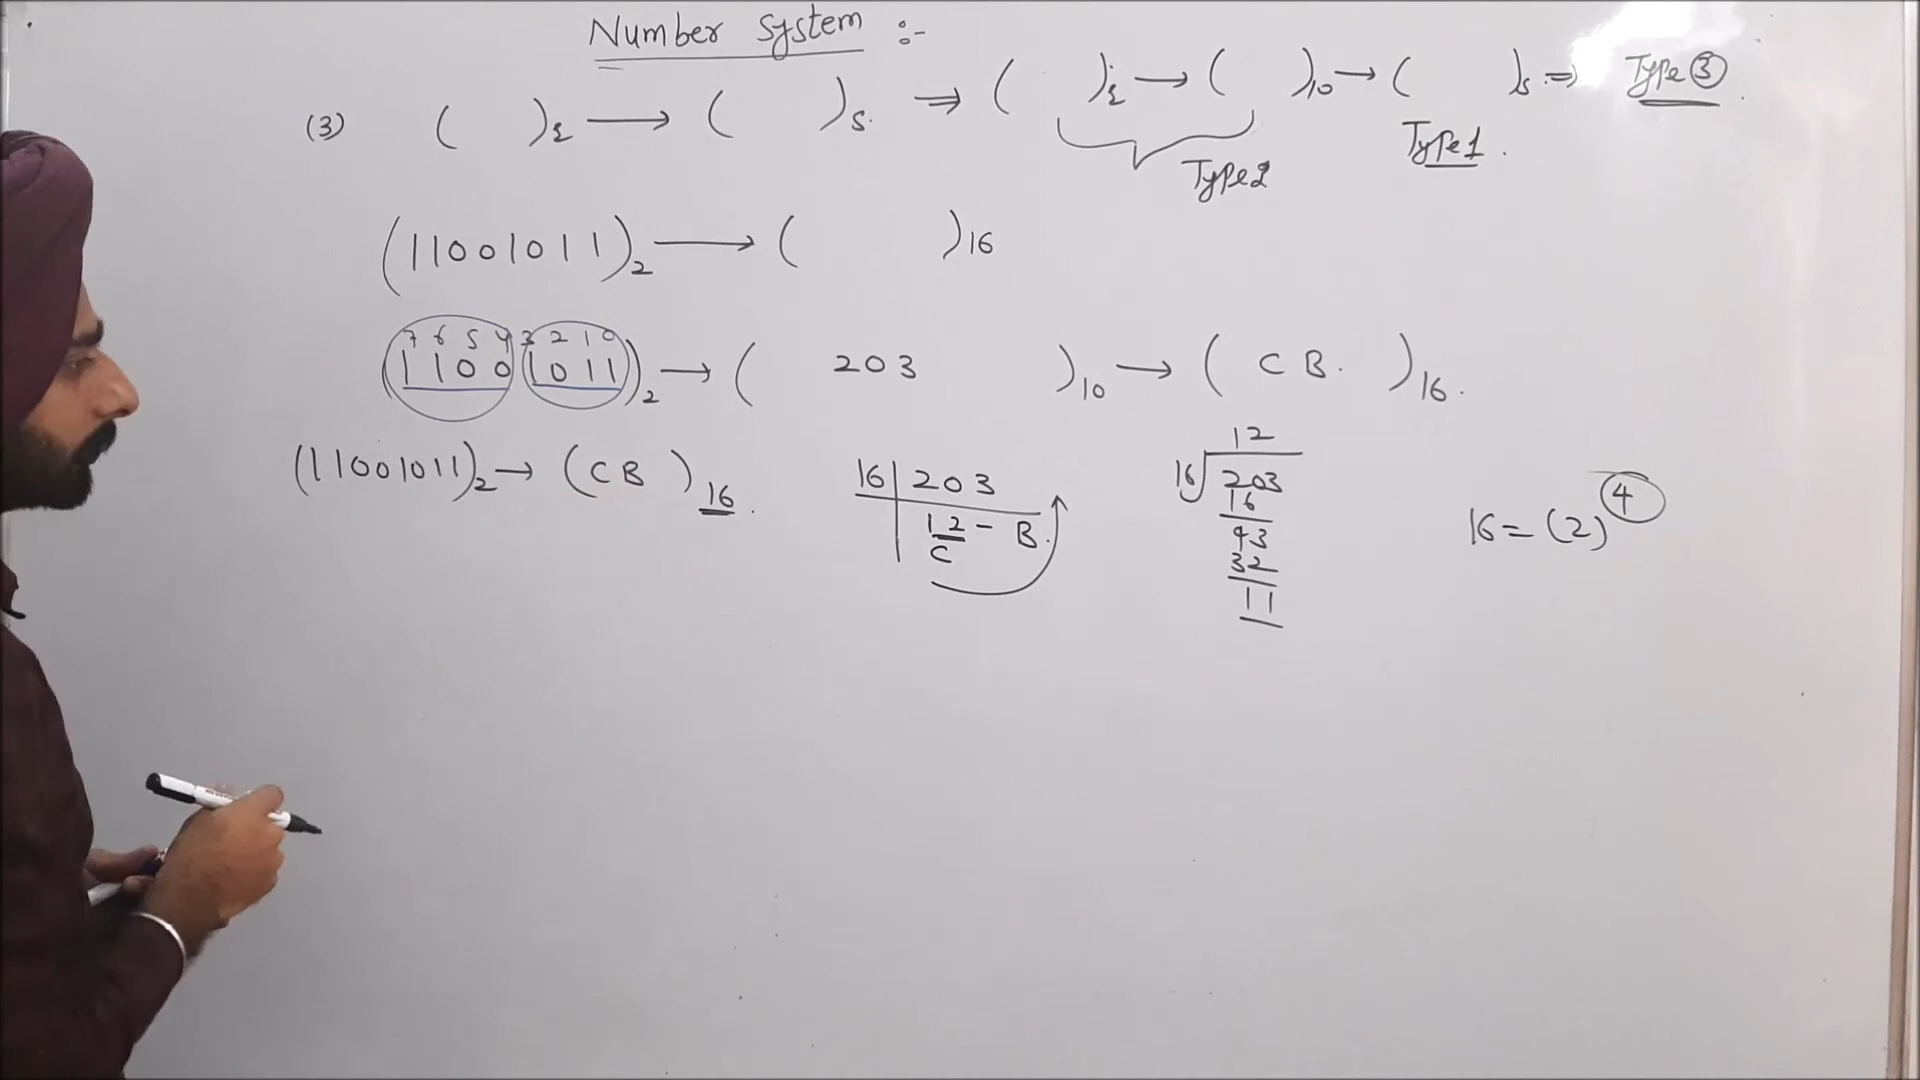 Number System :-
(3) ( )r → ( )s. ⇒ ( )r → ( )10 → ( )s ⇒ Type ③.
Type 1.
Type 2
(11001011)2 → ( )16
7 6 5 4 3 2 1 0
(1100 1011)2 → ( 203 )10 → ( CB. )16.
(11001011)2 → (CB)16.
16 | 203
12 - B.
C
12
16 √203
16
43
32
11
16 = (2)④